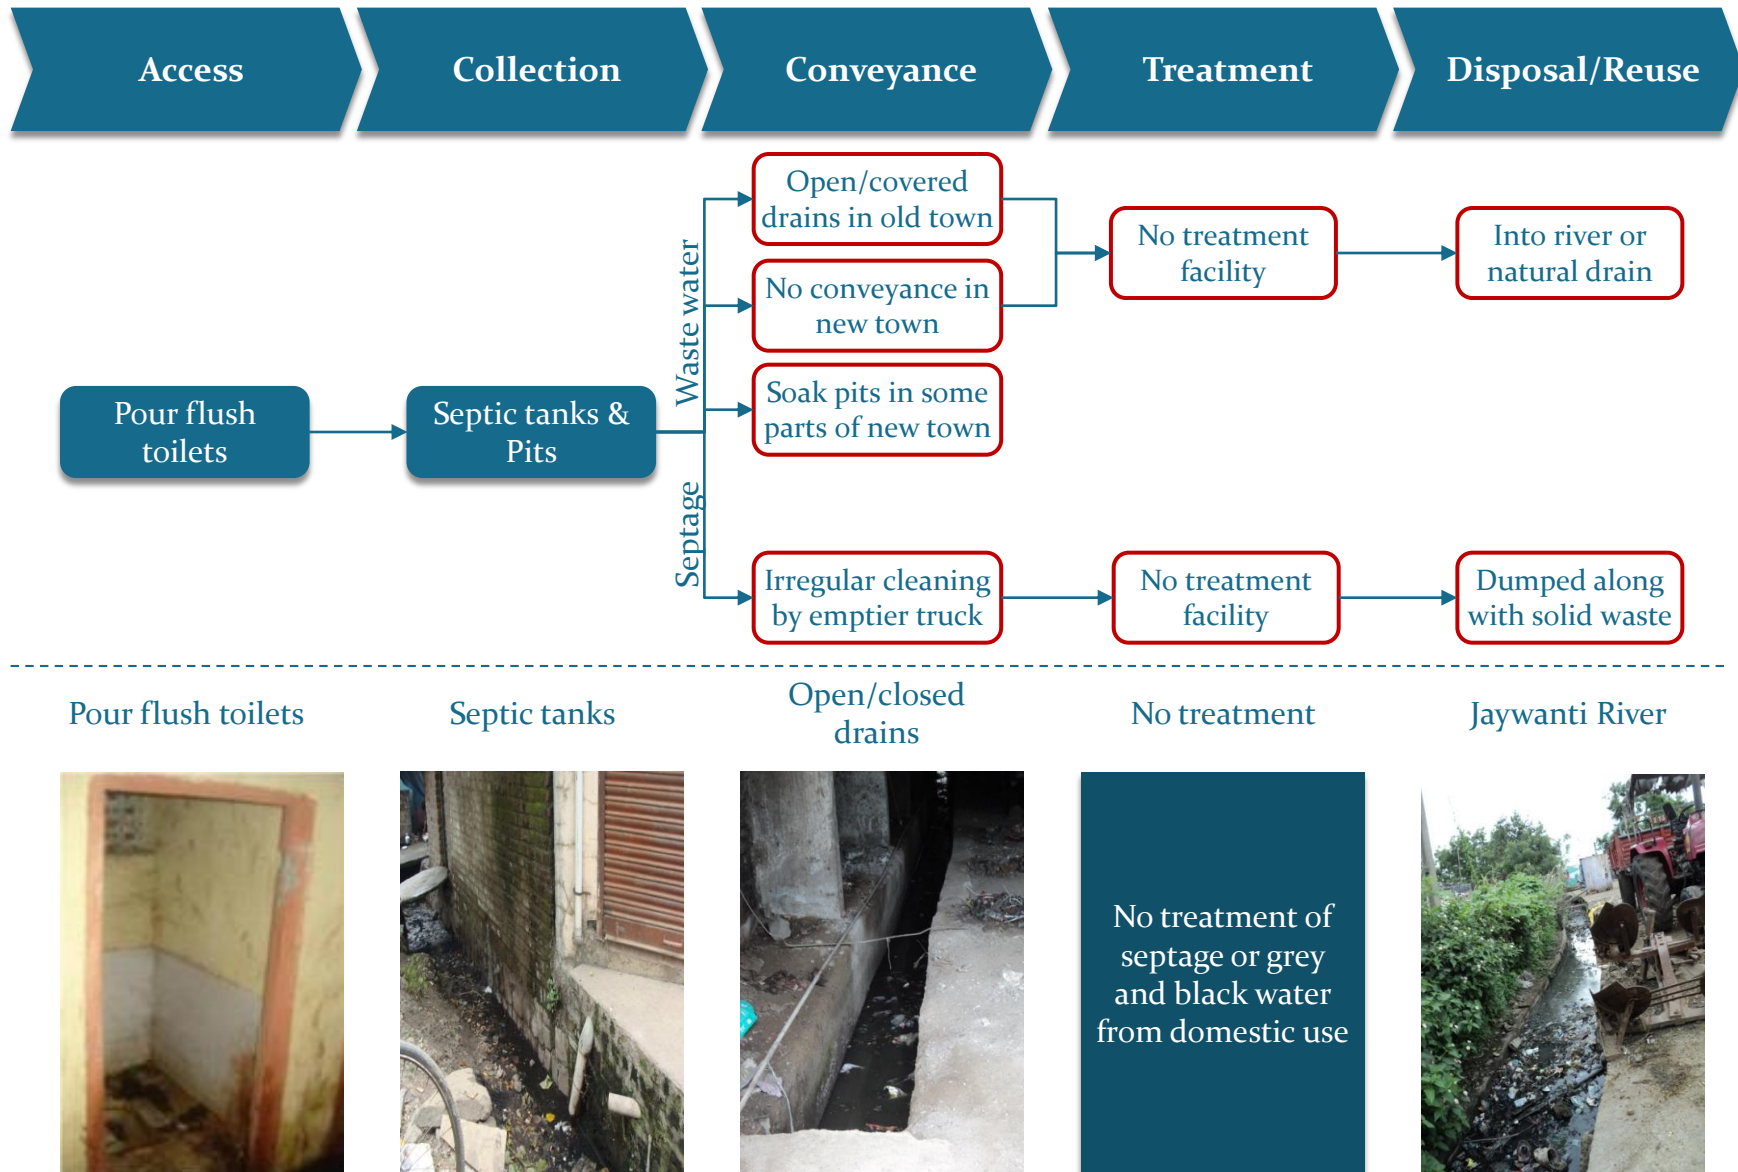 Access
Collection
Conveyance
Treatment
Disposal/Reuse
Open/covered
drains in old town
No treatment
facility
Into river or
natural drain
Waste water
No conveyance in
new town
Soak pits in some
parts of new town
Pour flush
toilets
Septic tanks &
Pits
Septage
Irregular cleaning
by emptier truck
No treatment
facility
Dumped along
with solid waste
Pour flush toilets
Septic tanks
Open/closed
drains
No treatment
Jaywanti River
No treatment of
septage or grey
and black water
from domestic use